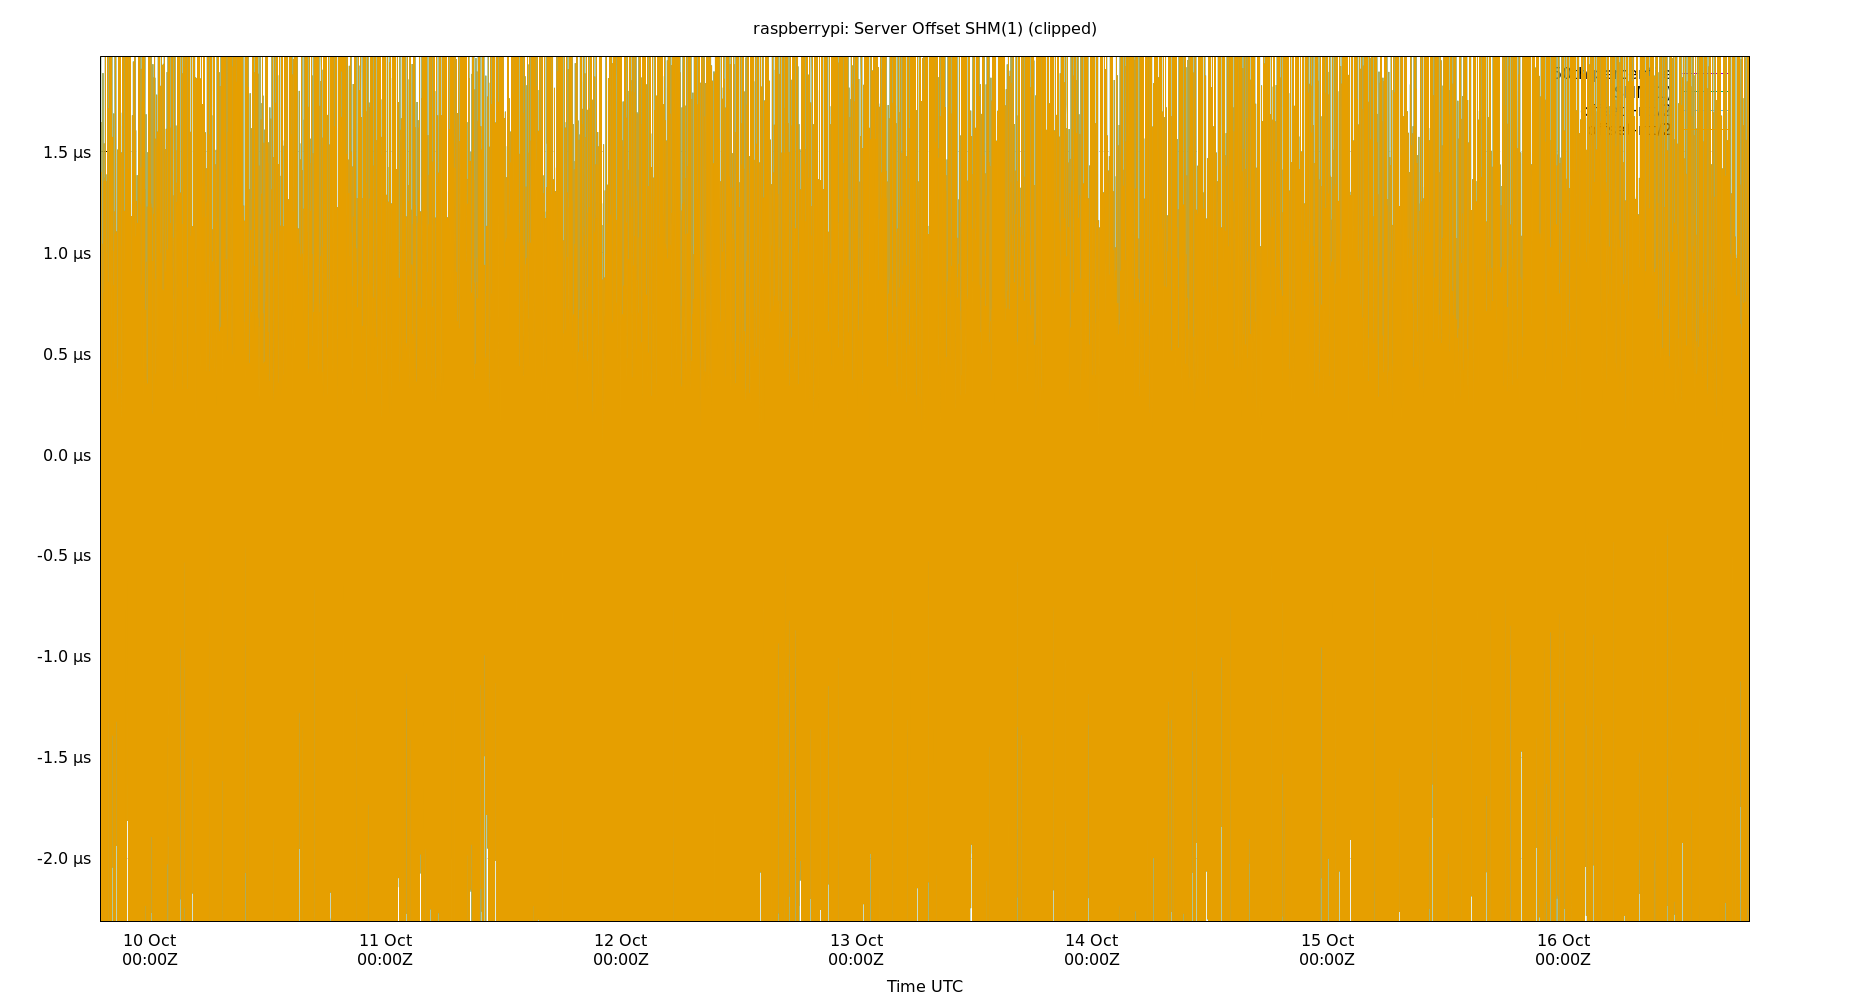 raspberrypi: Server Offset SHM(1) (clipped)
1.5 µs
1.0 µs
0.5 µs
0.0 µs
-0.5 µs
-1.0 µs
-1.5 µs
-2.0 µs
10 Oct 11 Oct 12 Oct 13 Oct 14 Oct 15 Oct 16 Oct
00:00Z 00:00Z 00:00Z 00:00Z 00:00Z 00:00Z 00:00Z
Time UTC